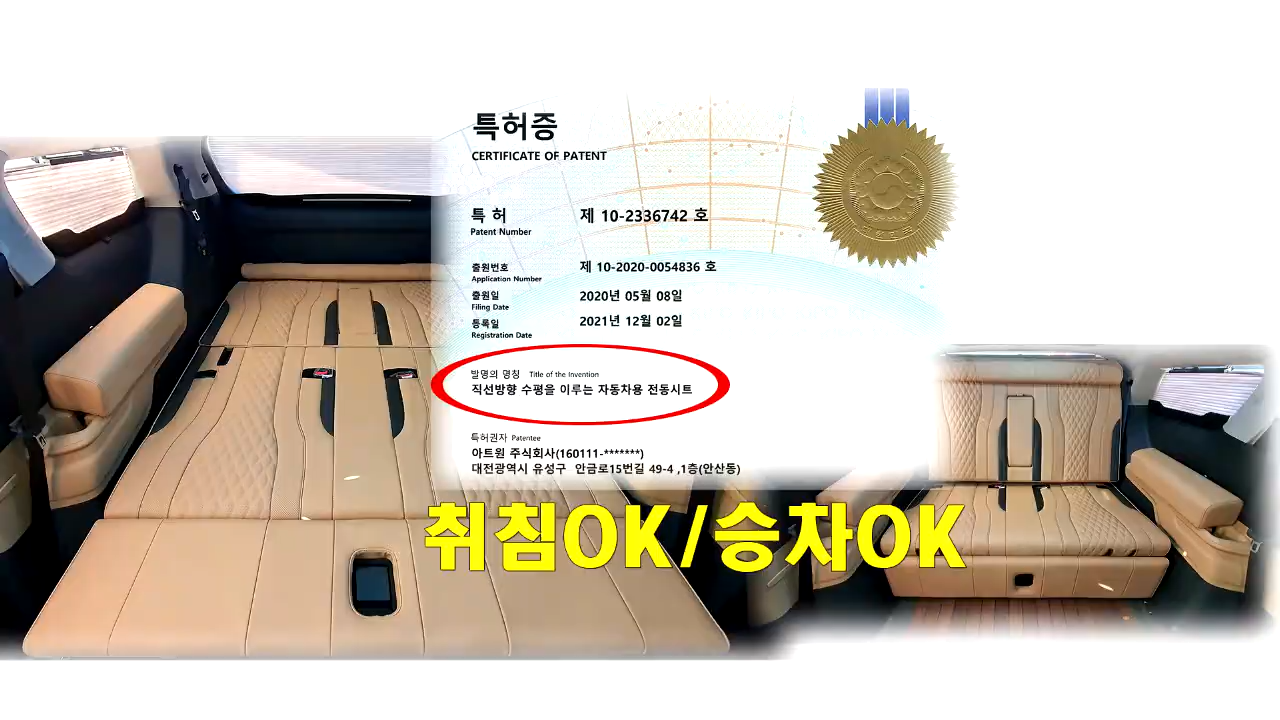 특허증
CERTIFICATE OF PATENT
특 허 제 10-2336742 호
Patent Number
출원번호 제 10-2020-0054836 호
Application Number
출원일 2020년 05월 08일
Filing Date
등록일 2021년 12월 02일
Registration Date
발명의 명칭 Title of the Invention
직선방향 수평을 이루는 자동차용 전동시트
특허권자 Patentee
아트원 주식회사(160111-*******)
대전광역시 유성구 안금로15번길 49-4 ,1층(안산동)
대한민국
취침OK/승차OK